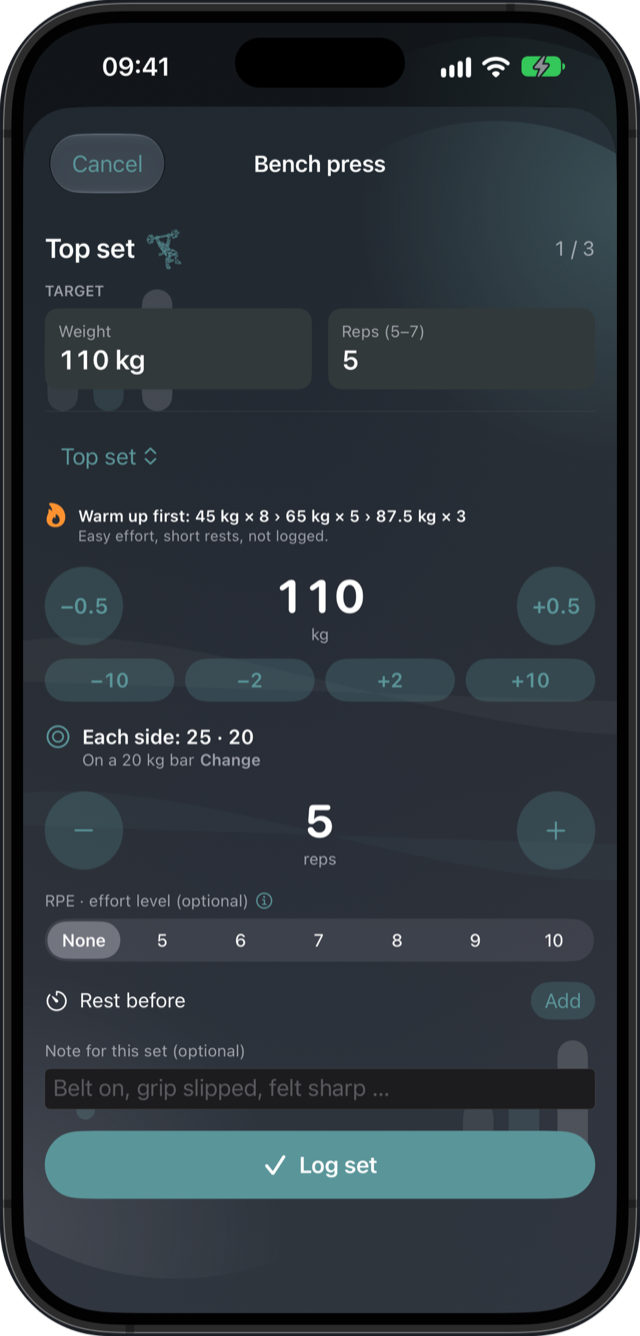 09:41
Cancel
Bench press
Top set
1 / 3
TARGET
Weight
110 kg
Reps (5–7)
5
Top set
Warm up first: 45 kg × 8 › 65 kg × 5 › 87.5 kg × 3
Easy effort, short rests, not logged.
−0.5
110
kg
+0.5
−10
−2
+2
+10
Each side: 25 · 20
On a 20 kg bar Change
−
5
reps
+
RPE · effort level (optional)
None 5 6 7 8 9 10
Rest before
Add
Note for this set (optional)
Belt on, grip slipped, felt sharp ...
Log set